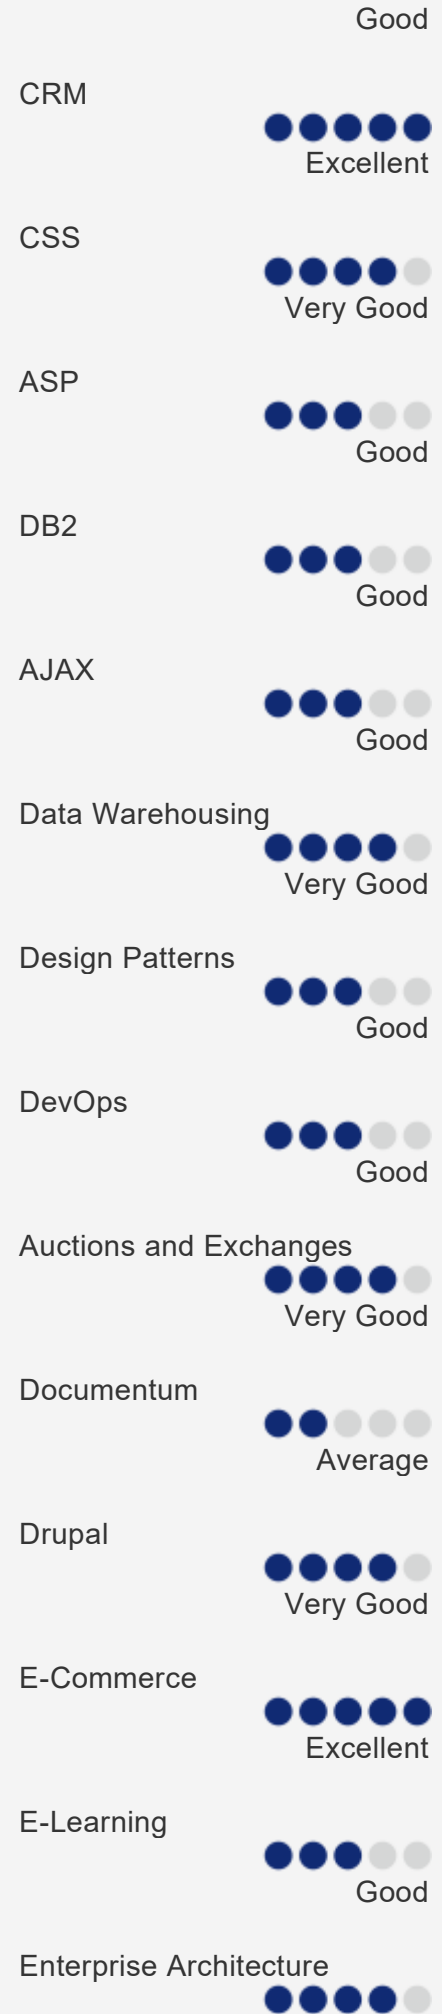 Good
CRM
Excellent
CSS
Very Good
ASP
Good
DB2
Good
AJAX
Good
Data Warehousing
Very Good
Design Patterns
Good
DevOps
Good
Auctions and Exchanges
Very Good
Documentum
Average
Drupal
Very Good
E-Commerce
Excellent
E-Learning
Good
Enterprise Architecture